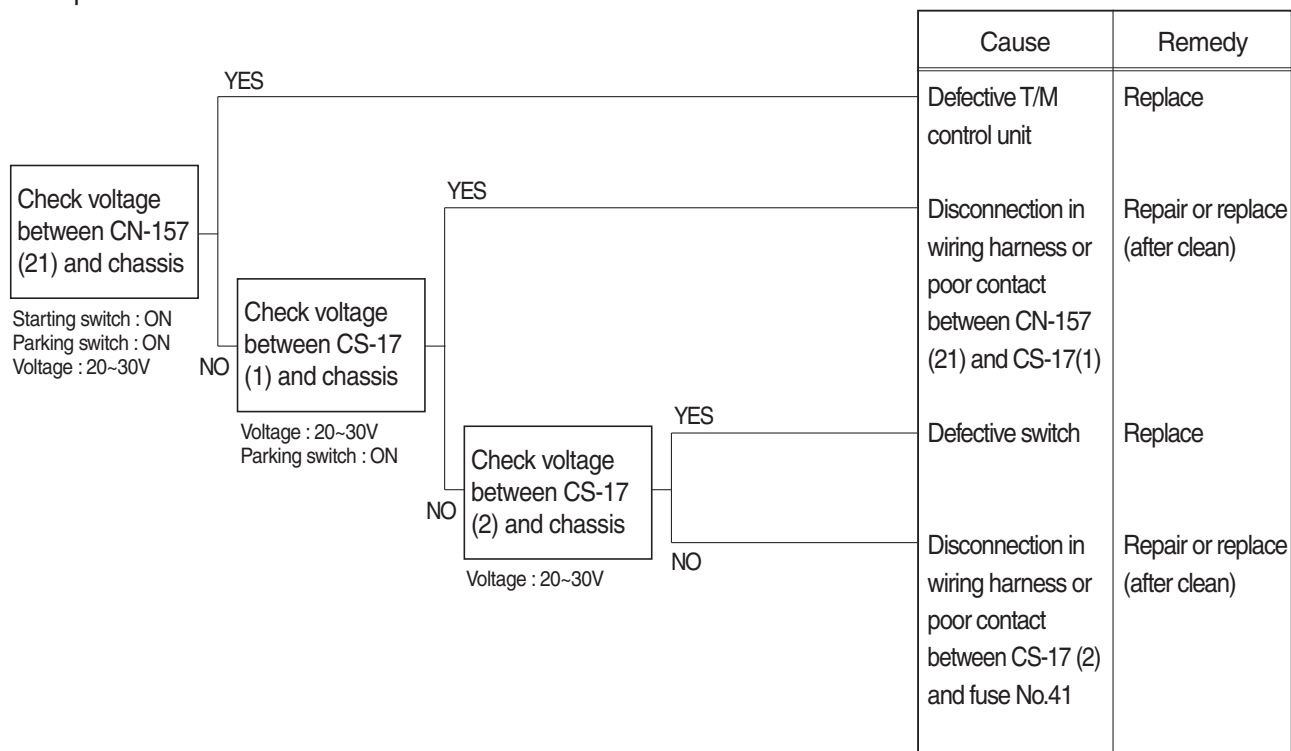 Cause
Remedy
YES
Defective T/M
control unit
Replace
Check voltage
between CN-157
(21) and chassis
Starting switch : ON
Parking switch : ON
Voltage : 20~30V
NO
YES
Disconnection in
wiring harness or
poor contact
between CN-157
(21) and CS-17(1)
Repair or replace
(after clean)
Check voltage
between CS-17
(1) and chassis
Voltage : 20~30V
Parking switch : ON
NO
YES
Defective switch
Replace
Check voltage
between CS-17
(2) and chassis
Voltage : 20~30V
NO
Disconnection in
wiring harness or
poor contact
between CS-17 (2)
and fuse No.41
Repair or replace
(after clean)